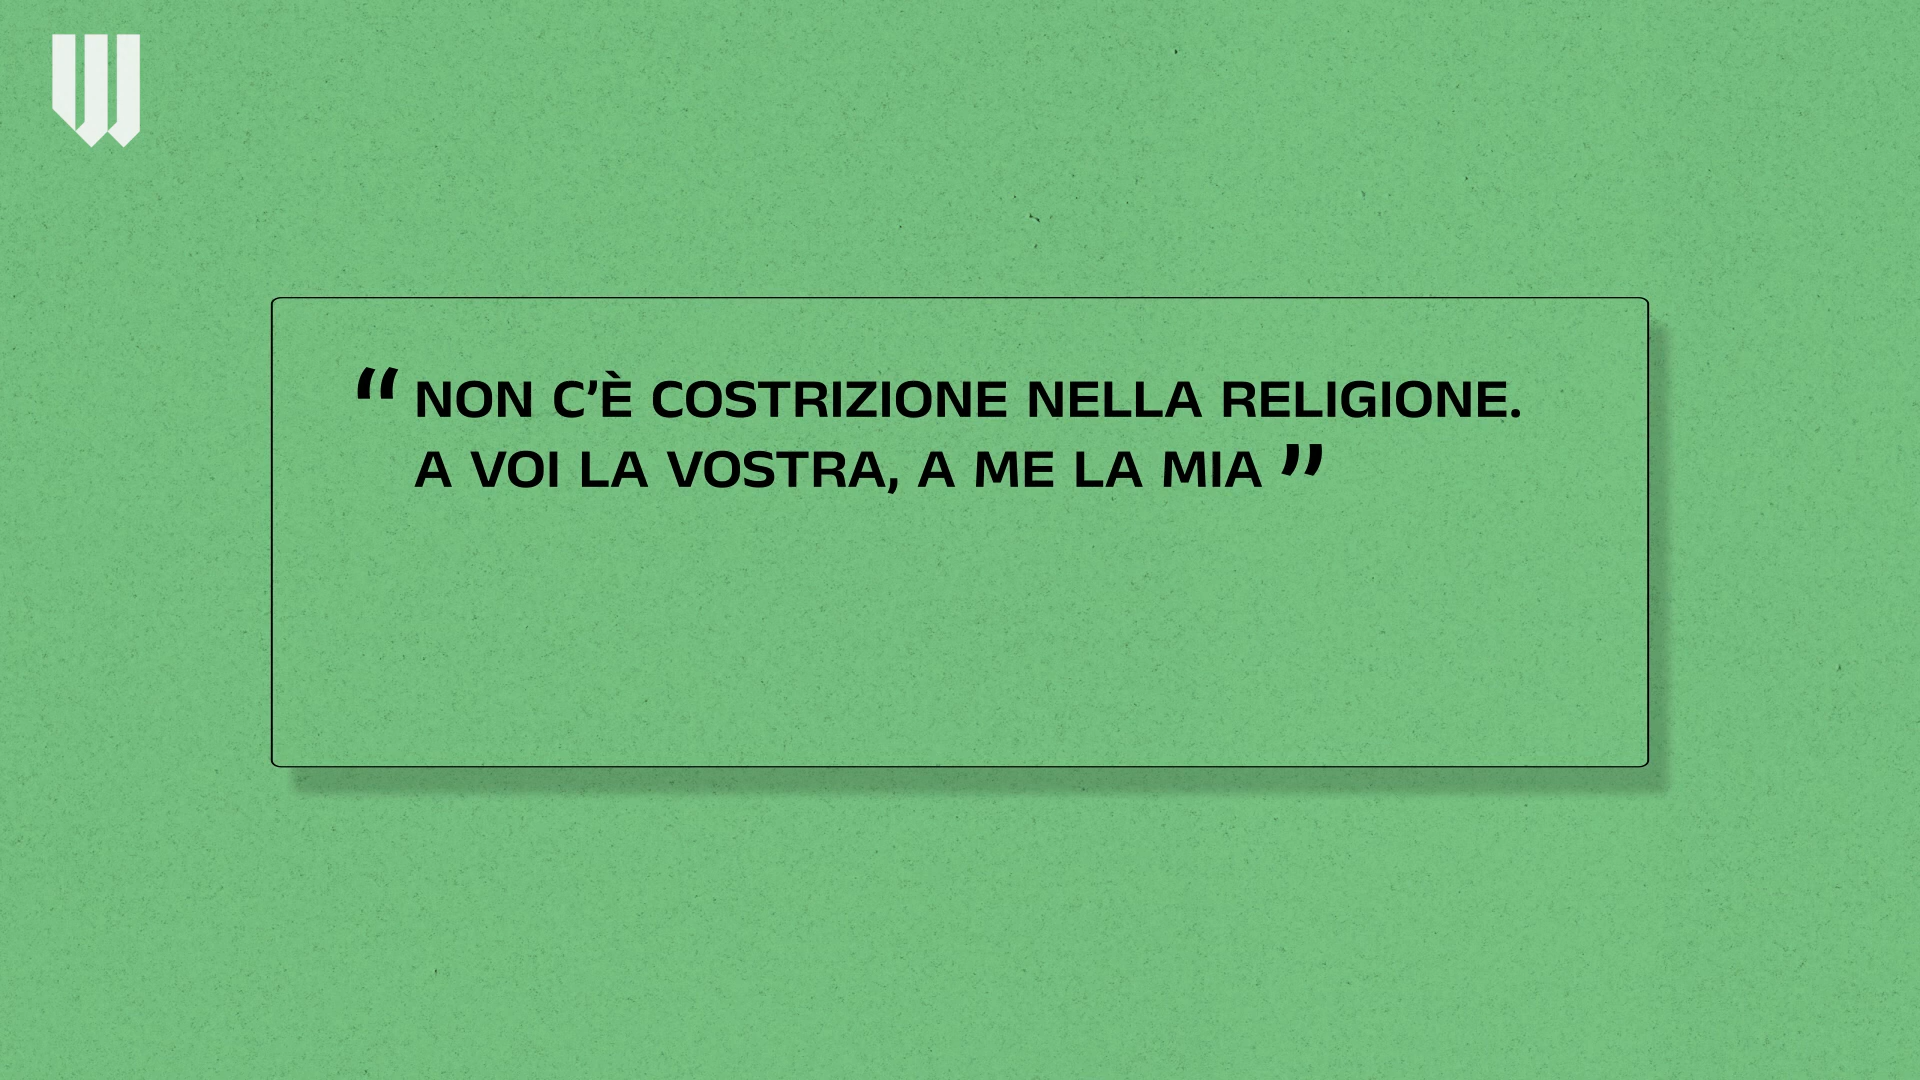 “NON C’È COSTRIZIONE NELLA RELIGIONE.
A VOI LA VOSTRA, A ME LA MIA”